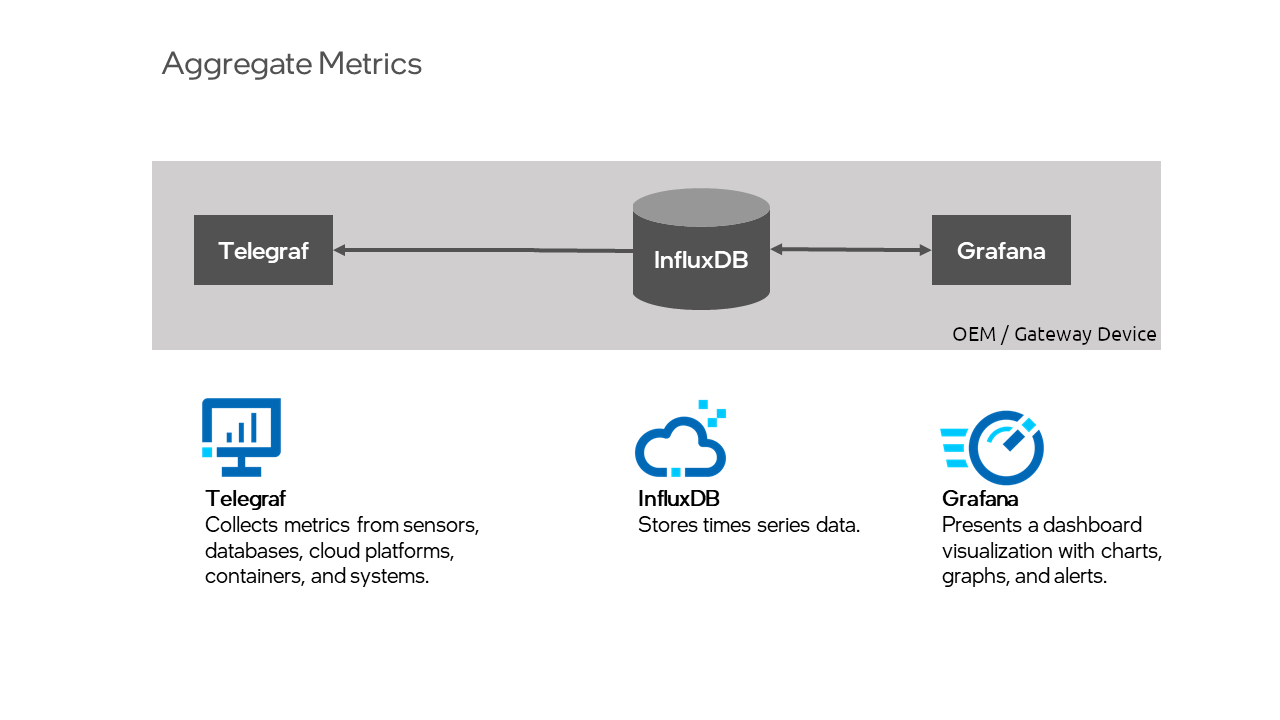 Aggregate Metrics
Telegraf
InfluxDB
Grafana
OEM / Gateway Device
Telegraf
Collects metrics from sensors,
databases, cloud platforms,
containers, and systems.
InfluxDB
Stores times series data.
Grafana
Presents a dashboard
visualization with charts,
graphs, and alerts.